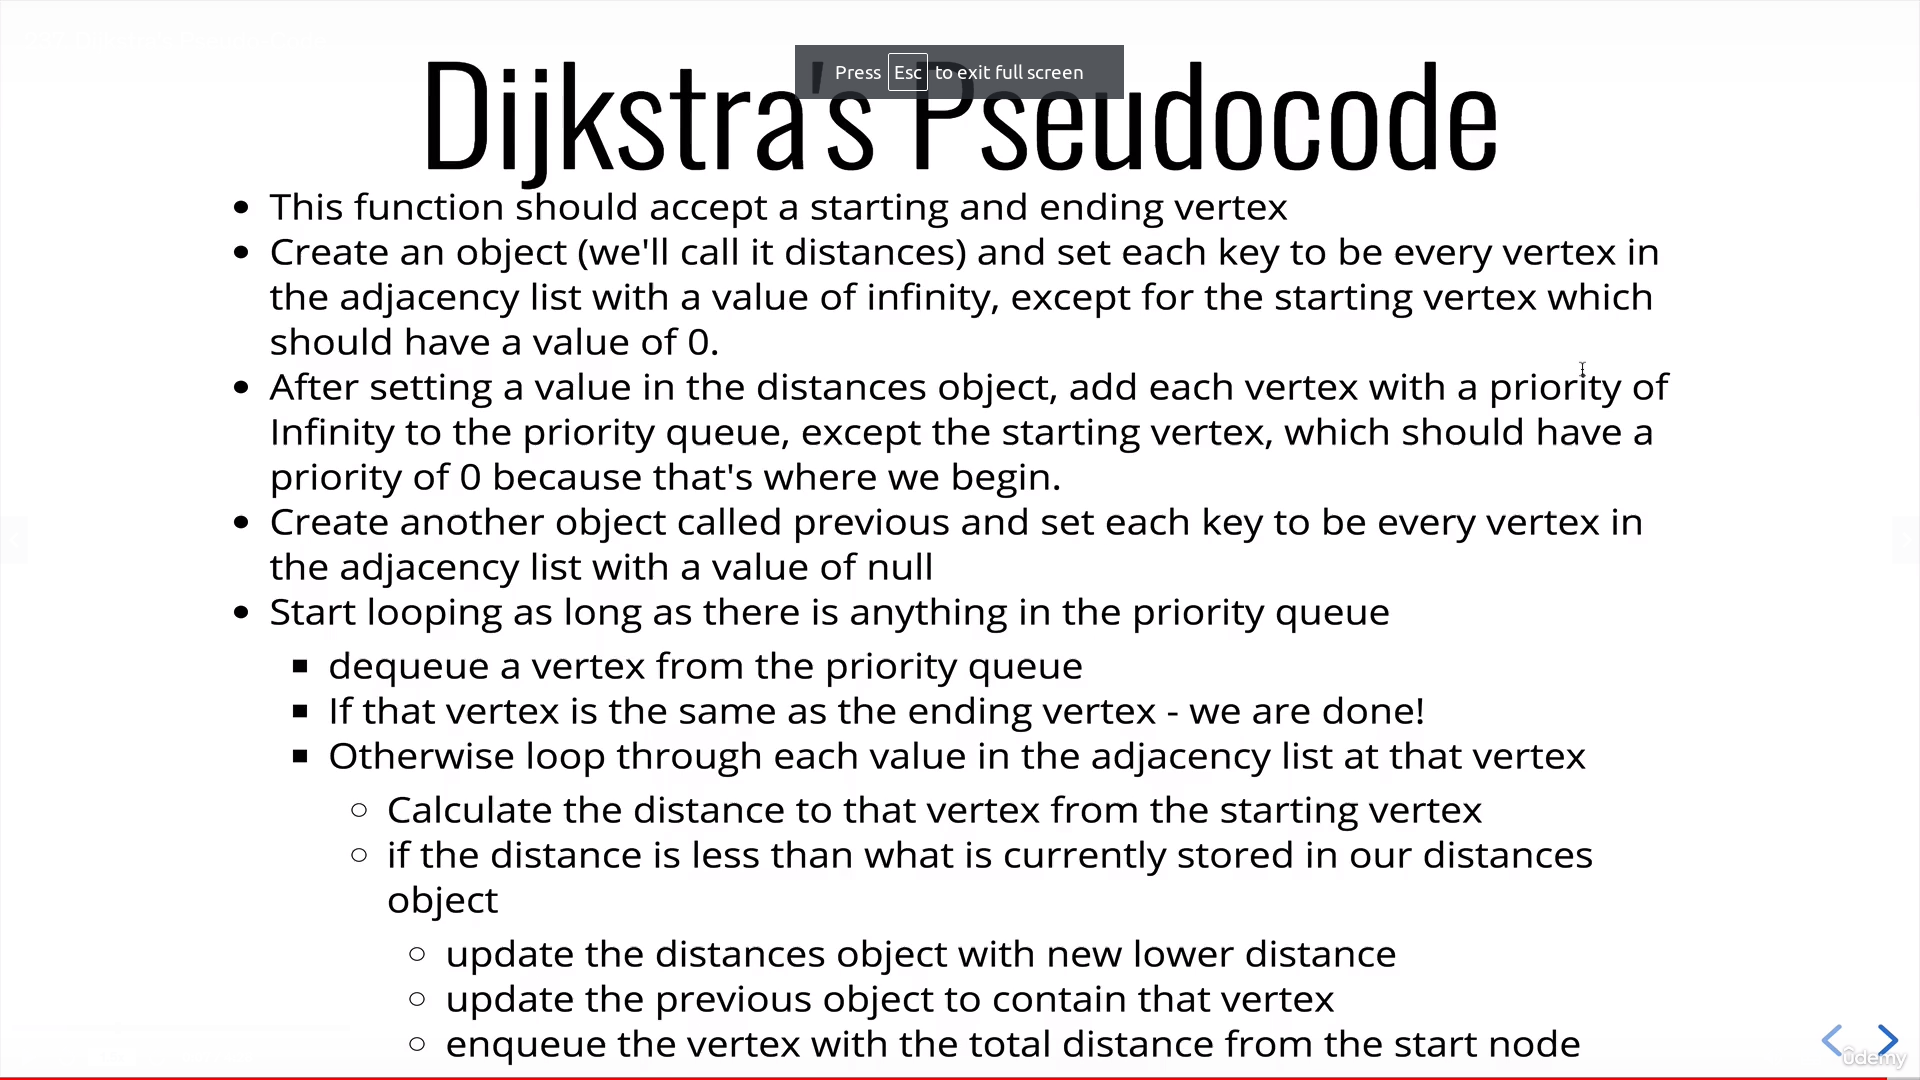 Press Esc to exit full screen
Dijkstra's Pseudocode
This function should accept a starting and ending vertex
Create an object (we'll call it distances) and set each key to be every vertex in
the adjacency list with a value of infinity, except for the starting vertex which
should have a value of 0.
After setting a value in the distances object, add each vertex with a priority of
Infinity to the priority queue, except the starting vertex, which should have a
priority of 0 because that's where we begin.
Create another object called previous and set each key to be every vertex in
the adjacency list with a value of null
Start looping as long as there is anything in the priority queue
dequeue a vertex from the priority queue
If that vertex is the same as the ending vertex - we are done!
Otherwise loop through each value in the adjacency list at that vertex
Calculate the distance to that vertex from the starting vertex
if the distance is less than what is currently stored in our distances
object
update the distances object with new lower distance
update the previous object to contain that vertex
enqueue the vertex with the total distance from the start node
ûdemy